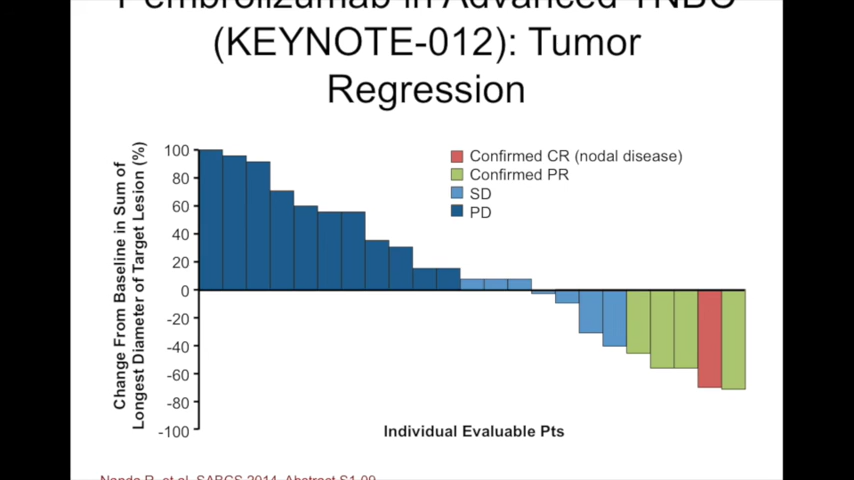 Pembrolizumab in Advanced TNBC
(KEYNOTE-012): Tumor
Regression
Change From Baseline in Sum of
Longest Diameter of Target Lesion (%)
100
80
60
40
20
0
-20
-40
-60
-80
-100
Confirmed CR (nodal disease)
Confirmed PR
SD
PD
Individual Evaluable Pts
Nanda R, et al. SABCS 2014. Abstract S1-09.